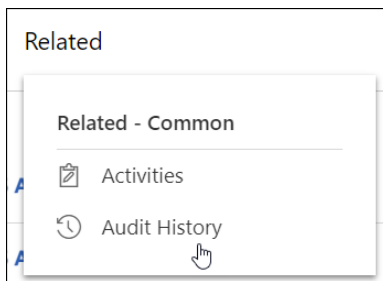 Related
Related - Common
Activities
Audit History
A
A